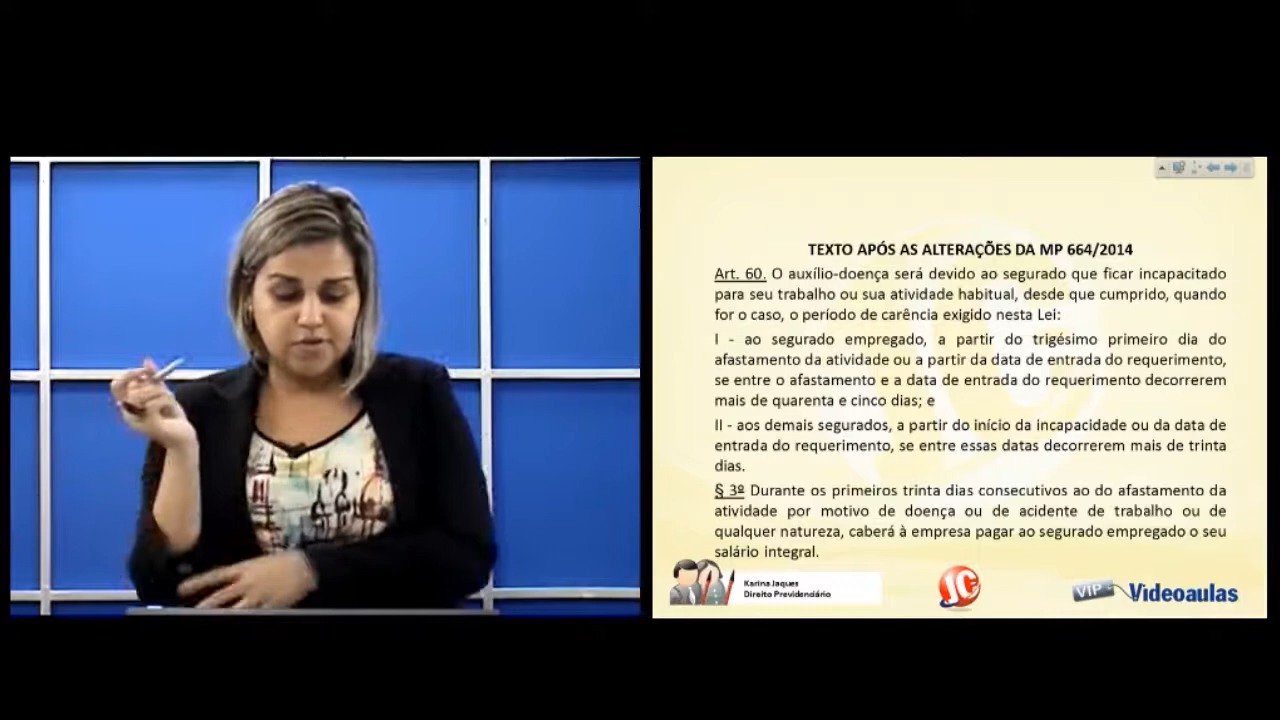 TEXTO APÓS AS ALTERAÇÕES DA MP 664/2014
Art. 60. O auxílio-doença será devido ao segurado que ficar incapacitado
para seu trabalho ou sua atividade habitual, desde que cumprido, quando
for o caso, o período de carência exigido nesta Lei:
I - ao segurado empregado, a partir do trigésimo primeiro dia do
afastamento da atividade ou a partir da data de entrada do requerimento,
se entre o afastamento e a data de entrada do requerimento decorrerem
mais de quarenta e cinco dias; e
II - aos demais segurados, a partir do início da incapacidade ou da data de
entrada do requerimento, se entre essas datas decorrerem mais de trinta
dias.
§ 3º Durante os primeiros trinta dias consecutivos ao do afastamento da
atividade por motivo de doença ou de acidente de trabalho ou de
qualquer natureza, caberá à empresa pagar ao segurado empregado o seu
salário integral.
Karina Jaques
Direito Previdendário
JC
VIP Videoaulas